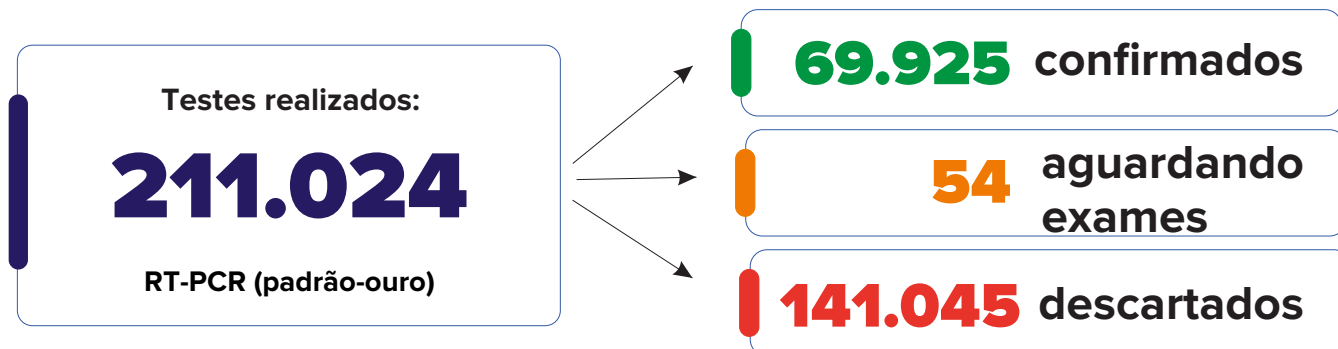 Testes realizados:
211.024
RT-PCR (padrão-ouro)
69.925 confirmados
54 aguardando
exames
141.045 descartados